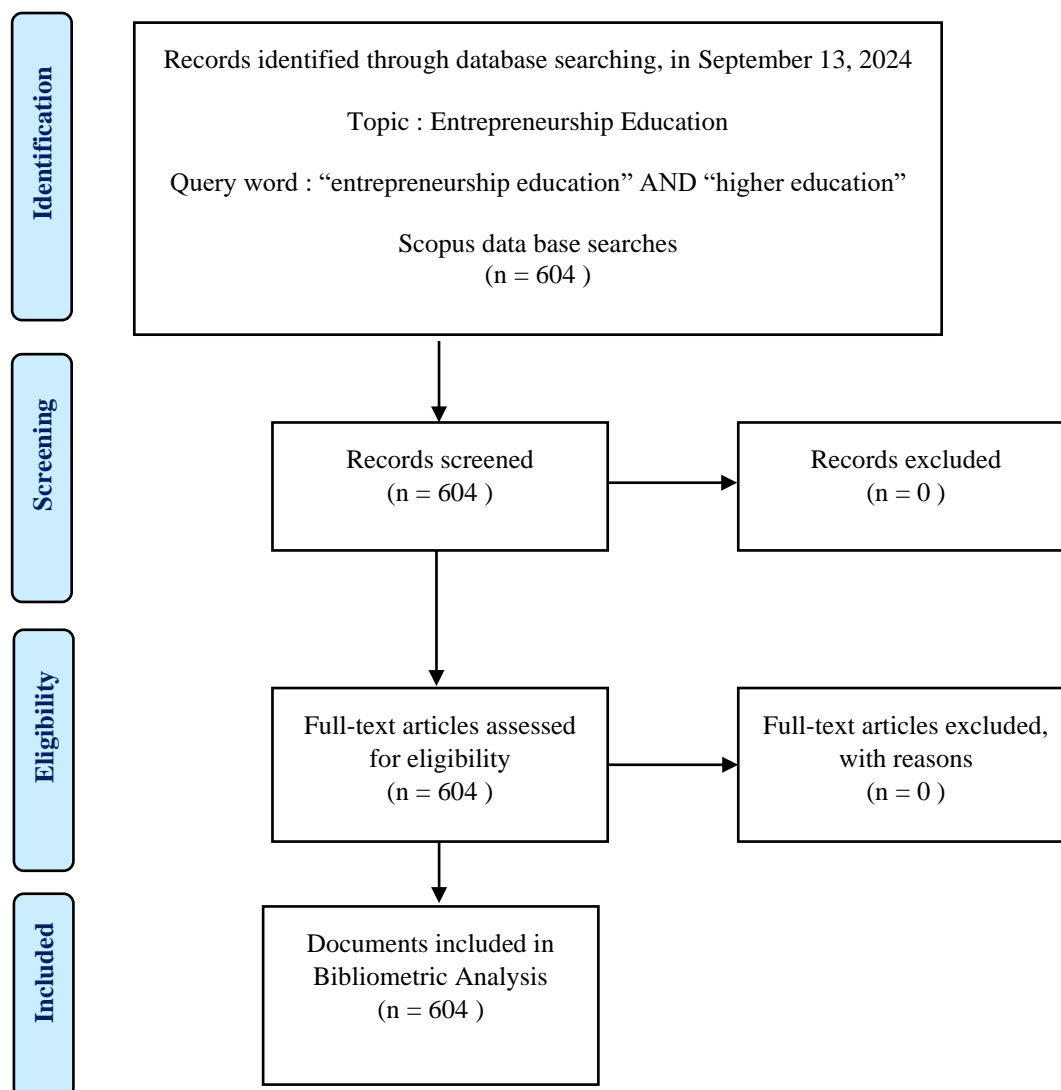 Identification
Records identified through database searching, in September 13, 2024
Topic : Entrepreneurship Education
Query word : “entrepreneurship education” AND “higher education”
Scopus data base searches
(n = 604 )
Screening
Records screened
(n = 604 )
Records excluded
(n = 0 )
Eligibility
Full-text articles assessed
for eligibility
(n = 604 )
Full-text articles excluded,
with reasons
(n = 0 )
Included
Documents included in
Bibliometric Analysis
(n = 604 )